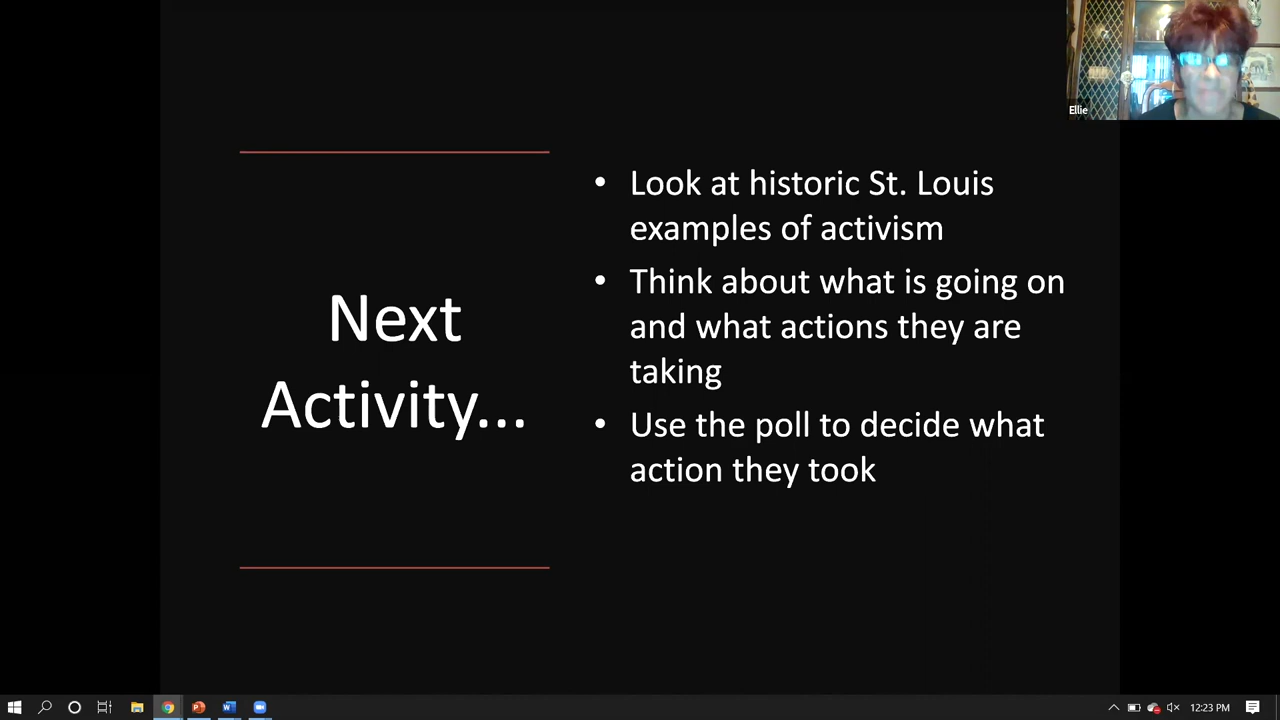 Ellie
Next
Activity...
• Look at historic St. Louis
examples of activism
• Think about what is going on
and what actions they are
taking
• Use the poll to decide what
action they took
12:23 PM